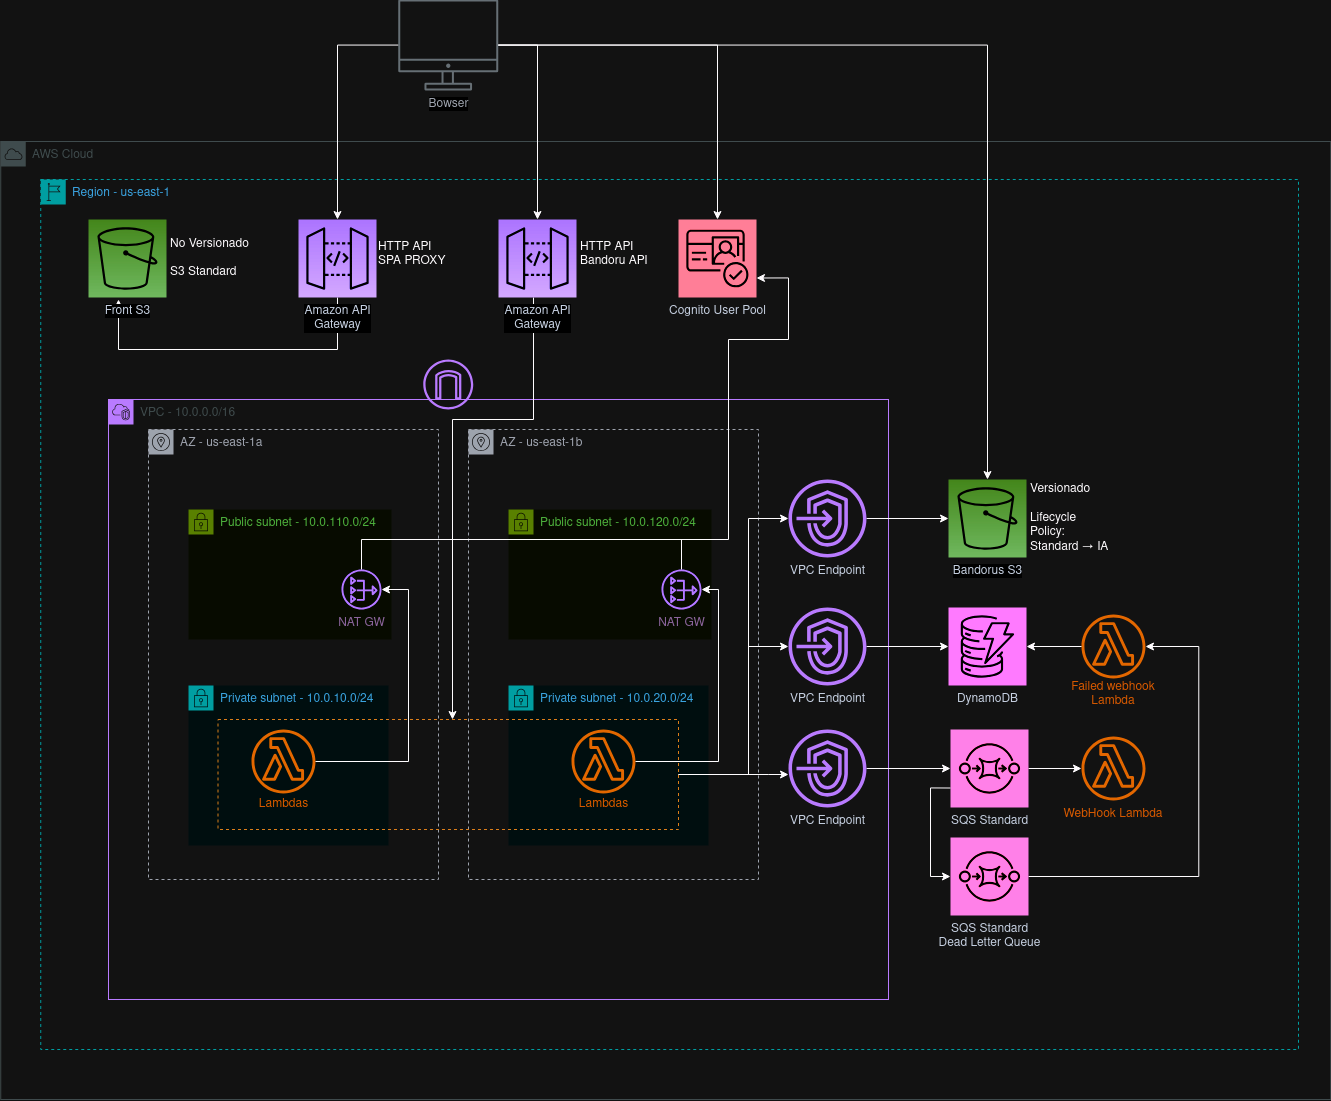 Bowser
AWS Cloud
Region - us-east-1
No Versionado
S3 Standard
Front S3
HTTP API
SPA PROXY
Amazon API
Gateway
HTTP API
Bandoru API
Amazon API
Gateway
Cognito User Pool
VPC - 10.0.0.0/16
AZ - us-east-1a
AZ - us-east-1b
Public subnet - 10.0.110.0/24
NAT GW
Public subnet - 10.0.120.0/24
NAT GW
Private subnet - 10.0.10.0/24
Lambdas
Private subnet - 10.0.20.0/24
Lambdas
VPC Endpoint
Versionado
Lifecycle
Policy:
Standard → IA
Bandorus S3
VPC Endpoint
DynamoDB
Failed webhook
Lambda
VPC Endpoint
SQS Standard
WebHook Lambda
SQS Standard
Dead Letter Queue